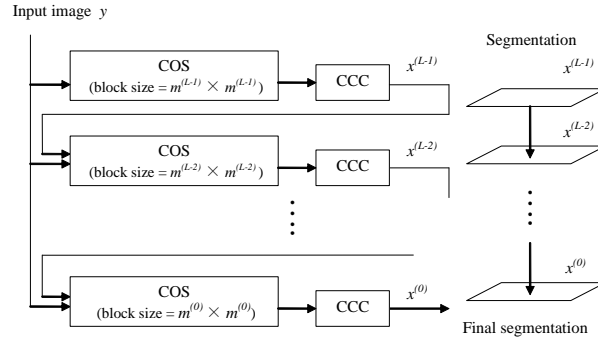 Input image y
Segmentation
COS
(block size = m^(L-1) × m^(L-1) )
CCC
x^(L-1)
x^(L-1)
x^(L-2)
COS
(block size = m^(L-2) × m^(L-2) )
CCC
x^(L-2)
x^(0)
COS
(block size = m^(0) × m^(0) )
CCC
x^(0)
Final segmentation